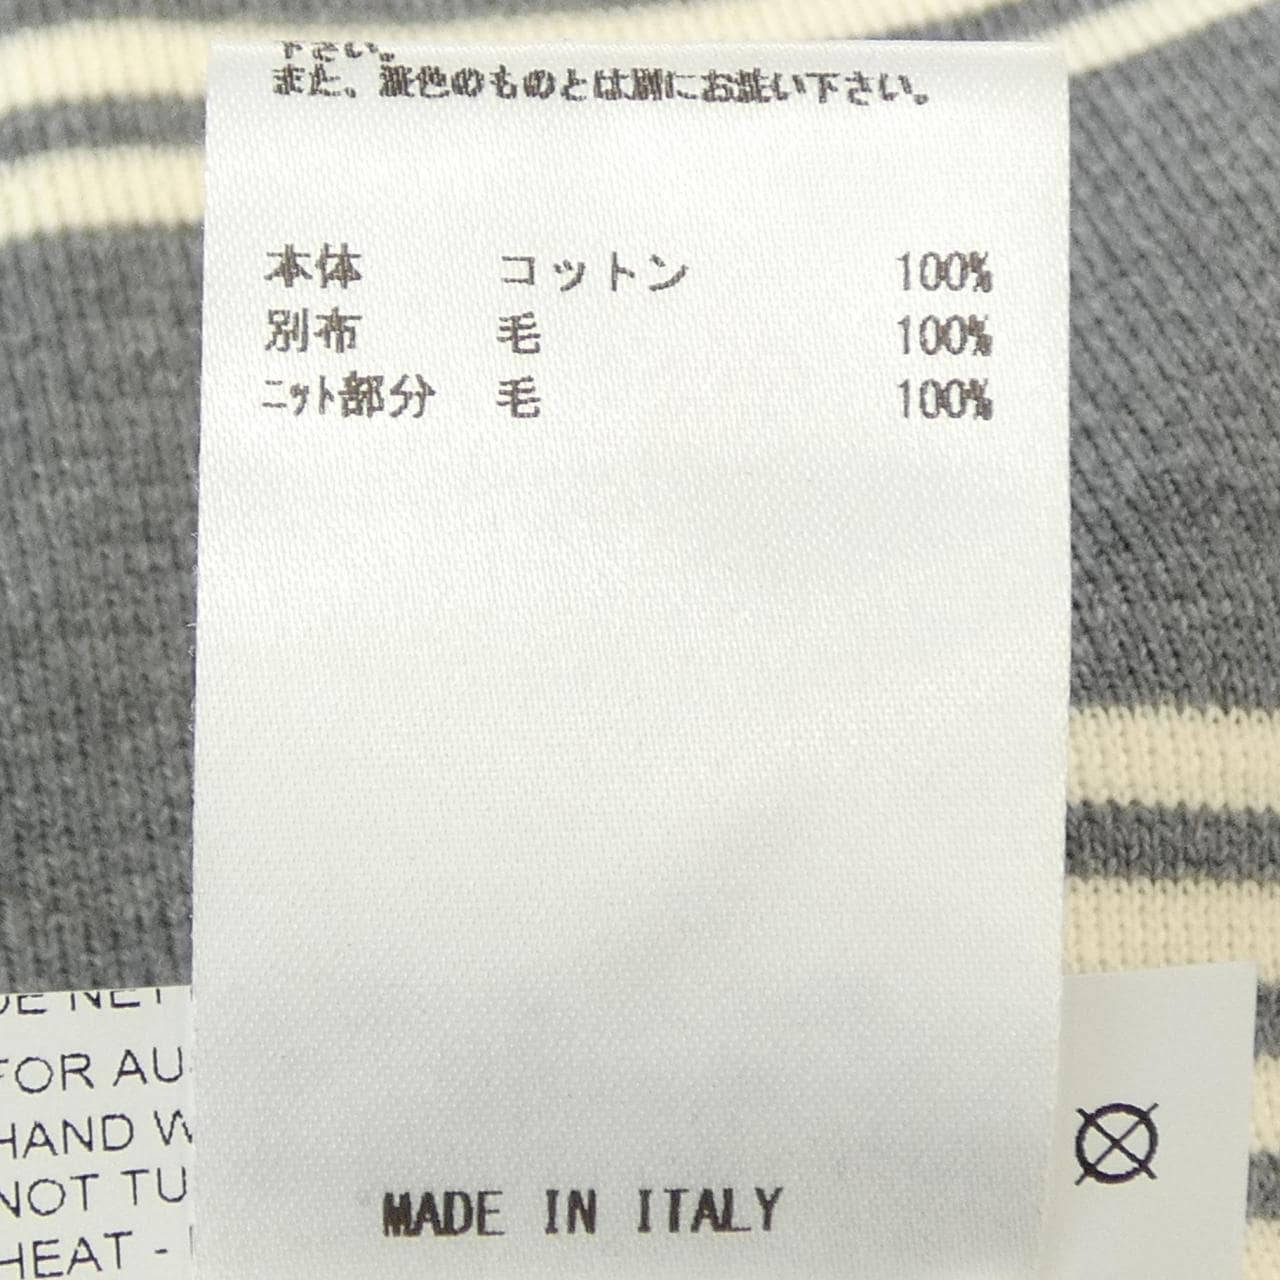 下さい。
また、淡色のものとは別にお洗い下さい。
本体 コットン 100%
別布 毛 100%
ニット部分 毛 100%
MADE IN ITALY
FOR AU
HAND W
NOT TU
HEAT -